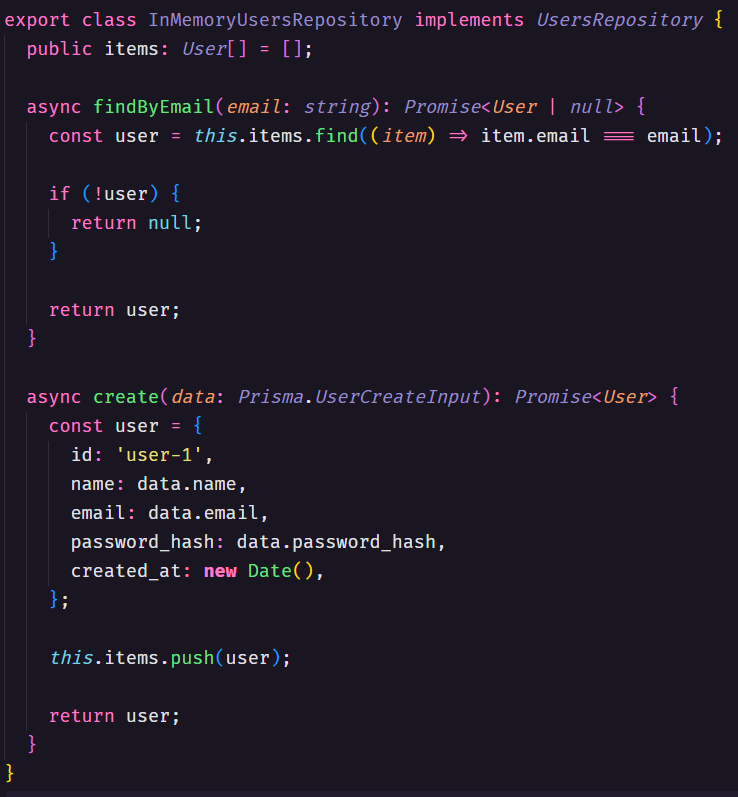 export class InMemoryUsersRepository implements UsersRepository {
  public items: User[] = [];

  async findByEmail(email: string): Promise<User | null> {
    const user = this.items.find((item) => item.email === email);

    if (!user) {
      return null;
    }

    return user;
  }

  async create(data: Prisma.UserCreateInput): Promise<User> {
    const user = {
      id: 'user-1',
      name: data.name,
      email: data.email,
      password_hash: data.password_hash,
      created_at: new Date(),
    };

    this.items.push(user);

    return user;
  }
}